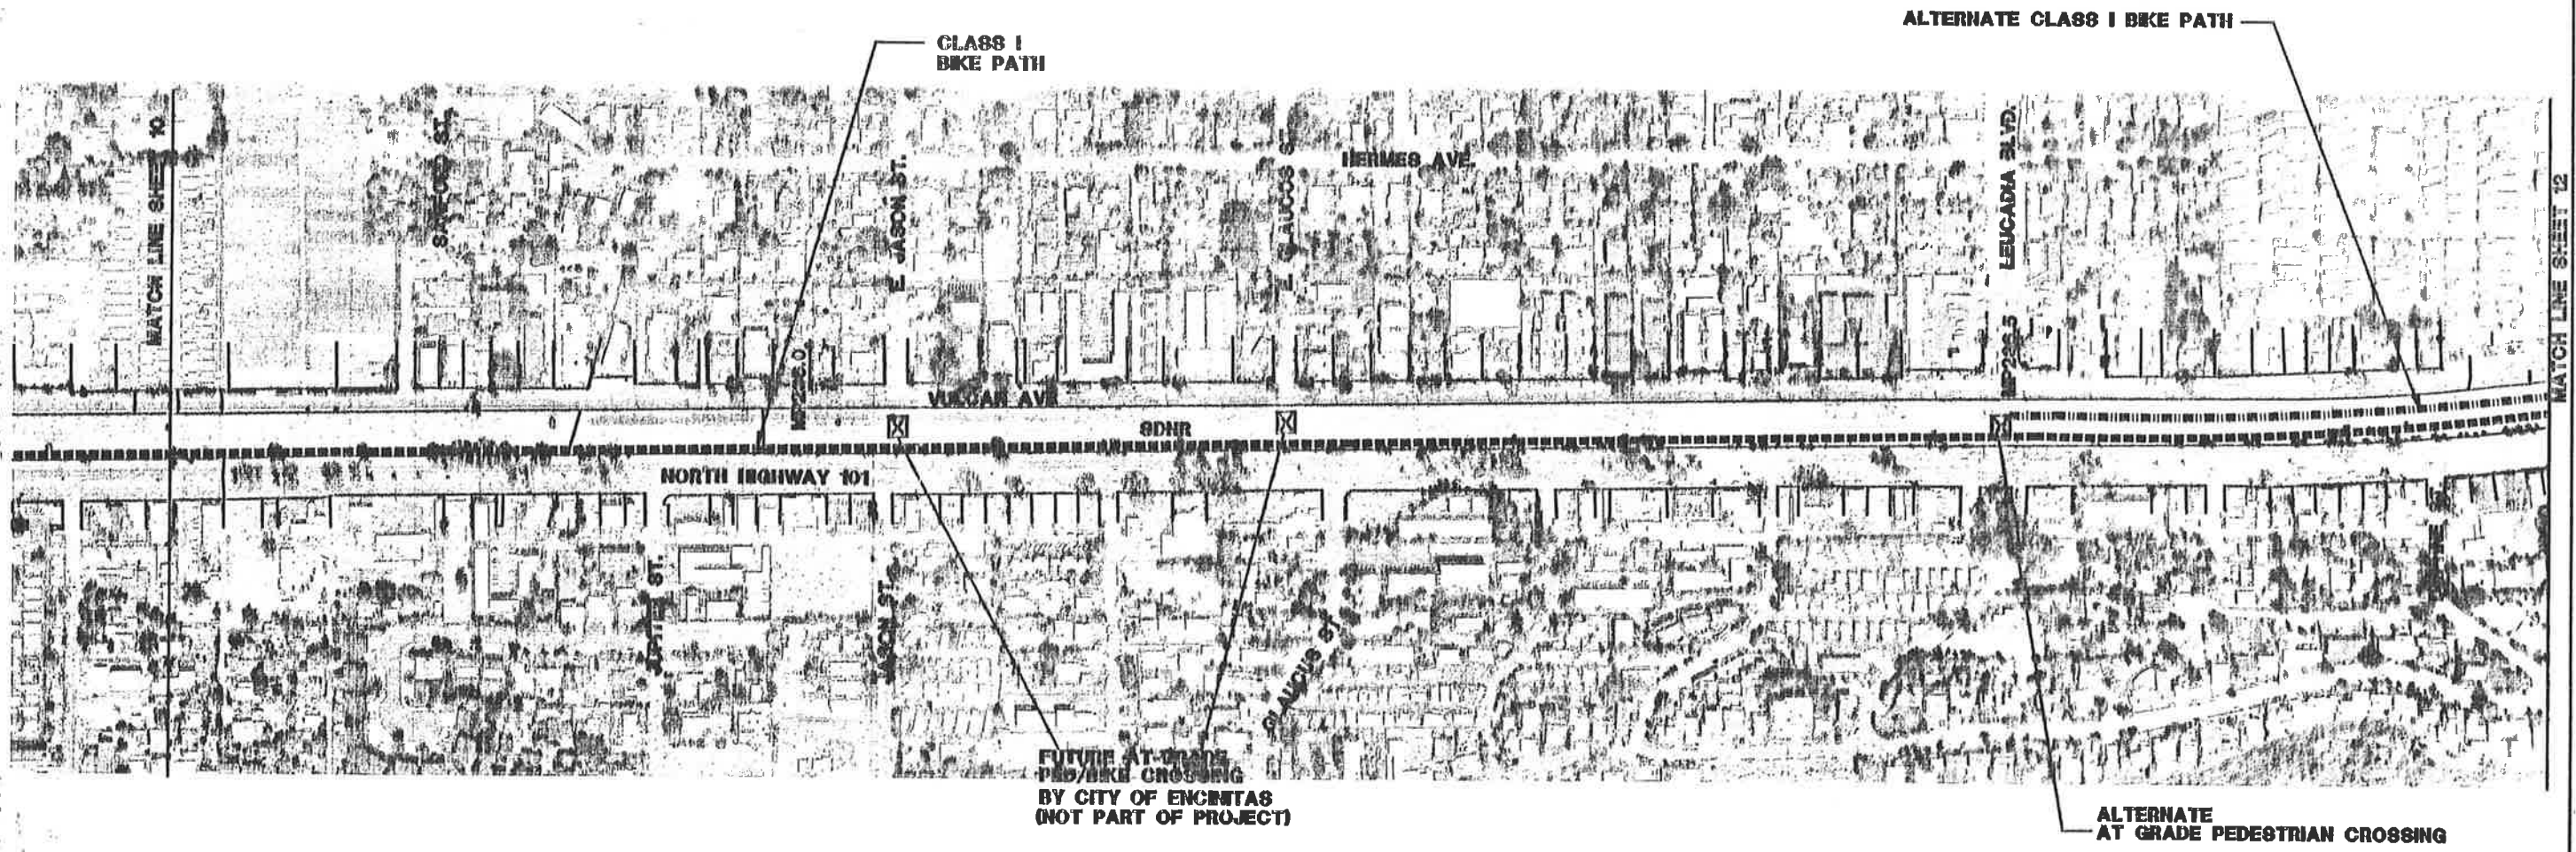 ALTERNATE CLASS I BIKE PATH
CLASS I
BIKE PATH
MATCH LINE SHEET 10
SANFORD ST.
E. JASON ST.
E. GLAUCUS ST.
HERMES AVE.
LEUCADIA BLVD.
MATCH LINE SHEET 12
MP236.5
VULCAN AVE
SDNR
NORTH HIGHWAY 101
ST.
JASON ST.
GLAUCUS ST.
FUTURE AT-GRADE
PED/BIKE CROSSING
BY CITY OF ENCINITAS
(NOT PART OF PROJECT)
ALTERNATE
AT GRADE PEDESTRIAN CROSSING